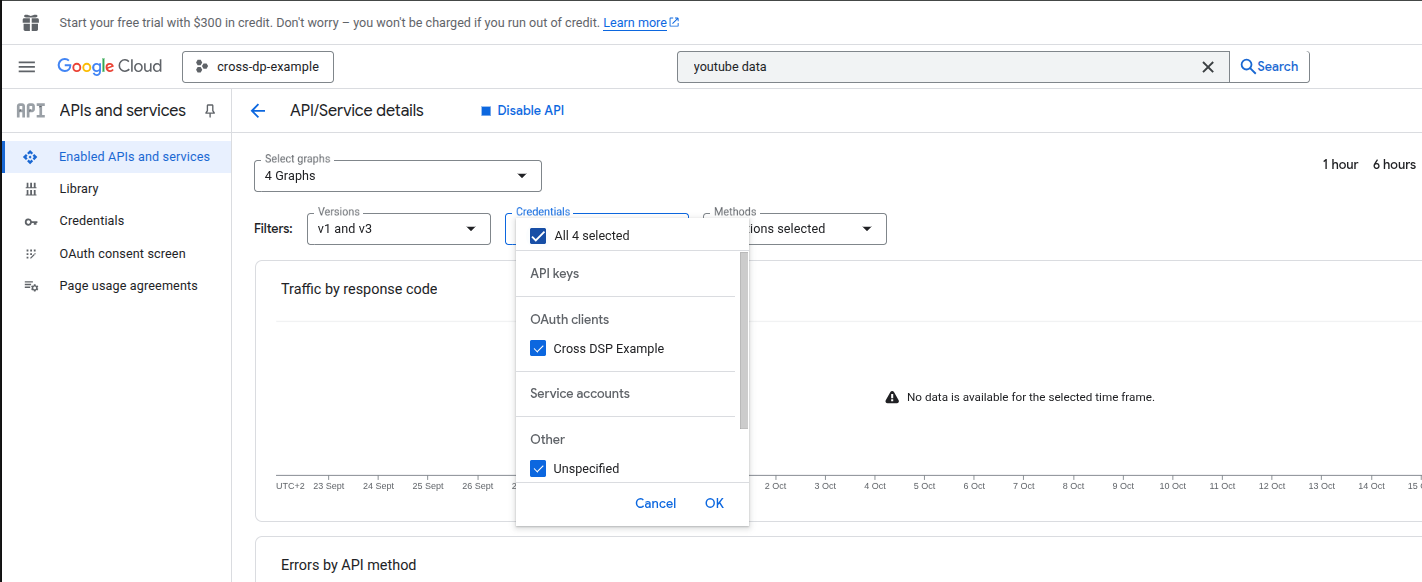 Start your free trial with $300 in credit. Don't worry – you won't be charged if you run out of credit. Learn more
Google Cloud
cross-dp-example
youtube data
Search
API
APIs and services
API/Service details
Disable API
Enabled APIs and services
Library
Credentials
OAuth consent screen
Page usage agreements
Select graphs
4 Graphs
1 hour 6 hours
Filters:
Versions
v1 and v3
Credentials
Methods
selected
All 4 selected
API keys
OAuth clients
Cross DSP Example
Service accounts
Other
Unspecified
Cancel OK
Traffic by response code
No data is available for the selected time frame.
UTC+2 23 Sept 24 Sept 25 Sept 26 Sept 2 Oct 3 Oct 4 Oct 5 Oct 6 Oct 7 Oct 8 Oct 9 Oct 10 Oct 11 Oct 12 Oct 13 Oct 14 Oct
Errors by API method